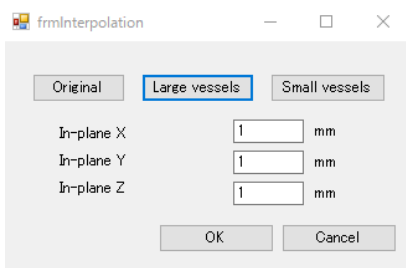 frmInterpolation
Original Large vessels Small vessels
In-plane X 1 mm
In-plane Y 1 mm
In-plane Z 1 mm
OK Cancel